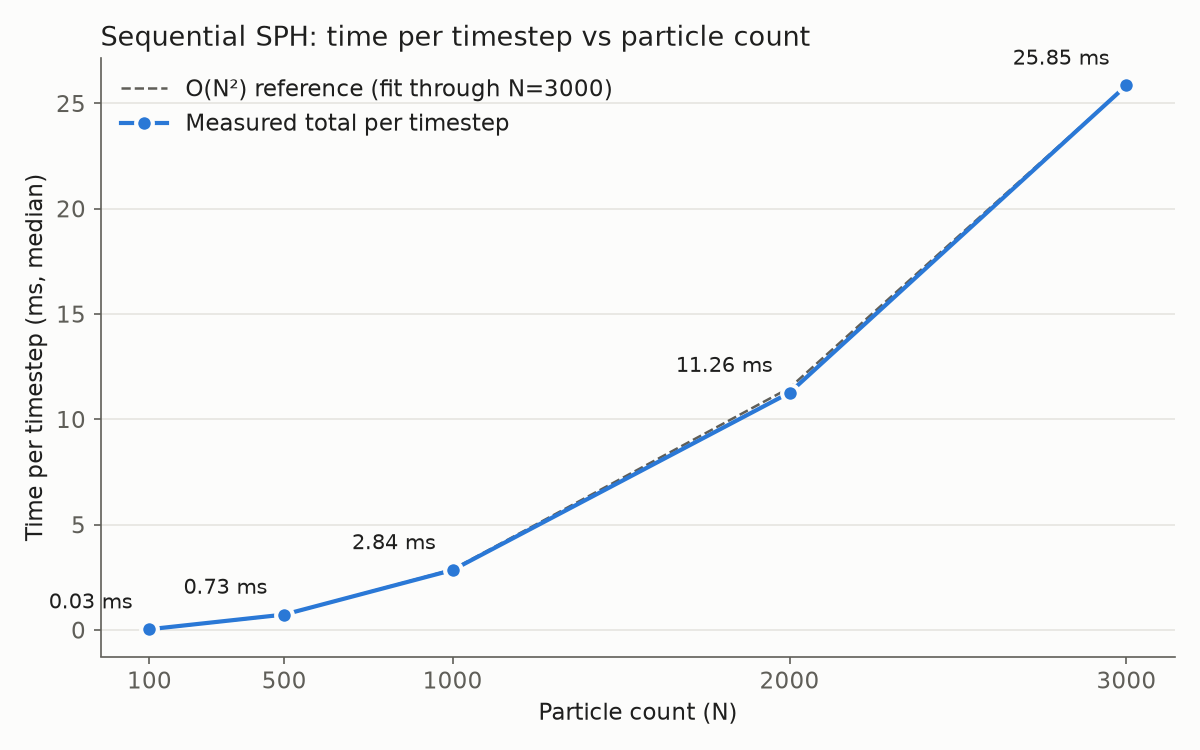 Sequential SPH: time per timestep vs particle count
O(N²) reference (fit through N=3000)
Measured total per timestep
25.85 ms
11.26 ms
2.84 ms
0.73 ms
0.03 ms
Time per timestep (ms, median)
25
20
15
10
5
0
100 500 1000 2000 3000
Particle count (N)